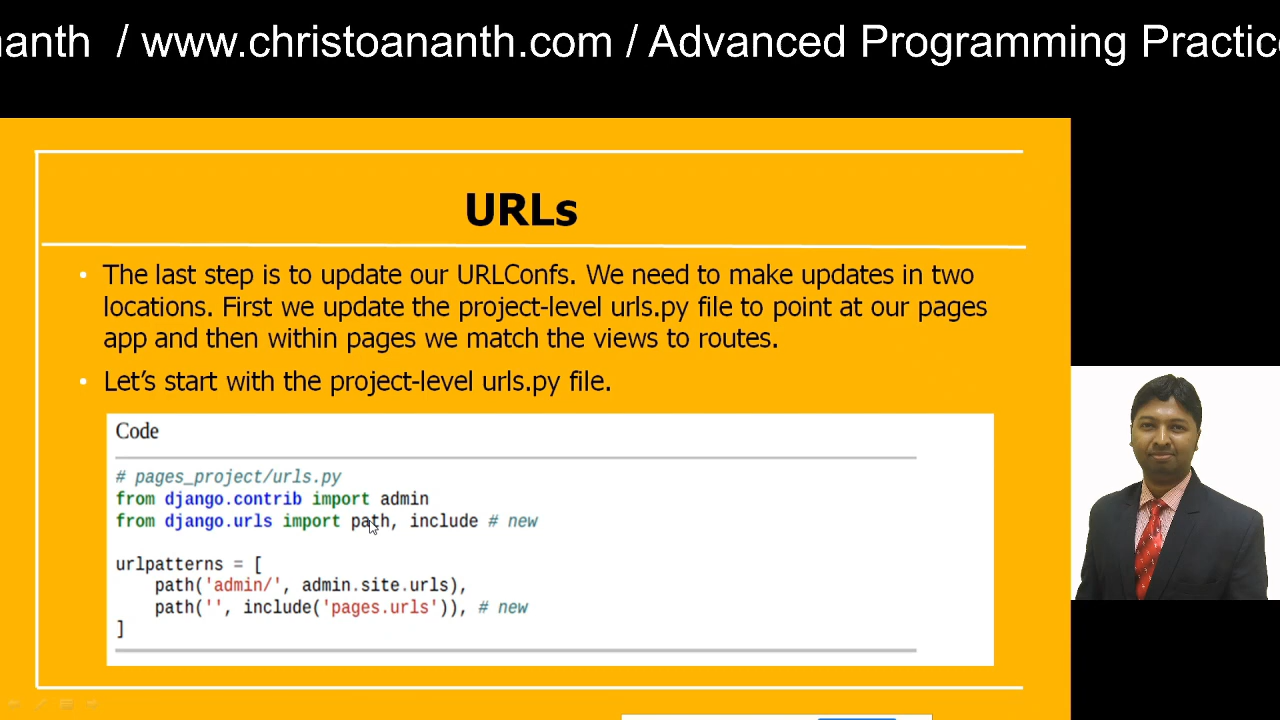 nanth / www.christoananth.com / Advanced Programming Practic
URLs
• The last step is to update our URLConfs. We need to make updates in two
locations. First we update the project-level urls.py file to point at our pages
app and then within pages we match the views to routes.
• Let's start with the project-level urls.py file.
Code
# pages_project/urls.py
from django.contrib import admin
from django.urls import path, include # new
urlpatterns = [
    path('admin/', admin.site.urls),
    path('', include('pages.urls')), # new
]